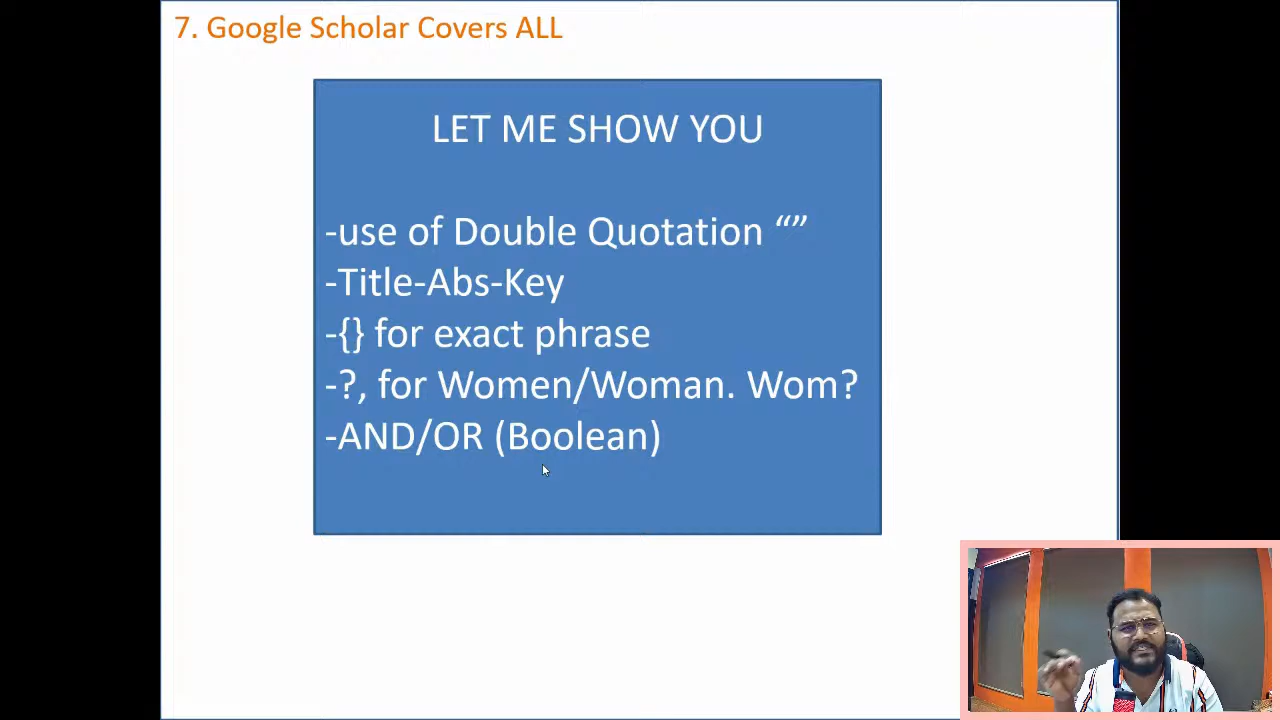 7. Google Scholar Covers ALL
LET ME SHOW YOU
-use of Double Quotation “”
-Title-Abs-Key
-{} for exact phrase
-?, for Women/Woman. Wom?
-AND/OR (Boolean)